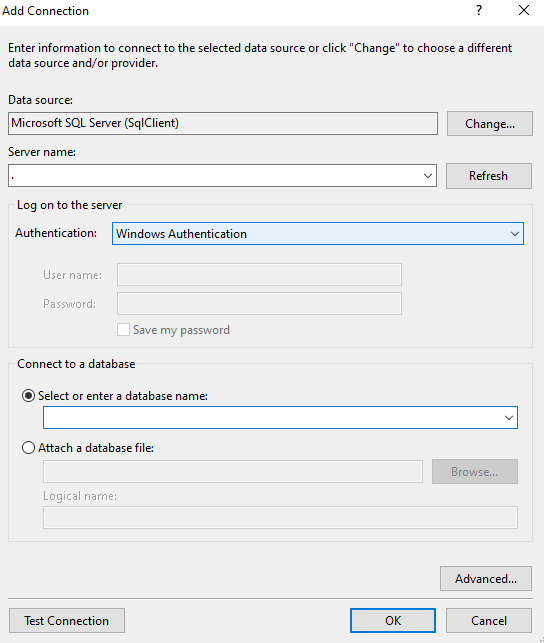 Add Connection
?
Enter information to connect to the selected data source or click "Change" to choose a different
data source and/or provider.
Data source:
Microsoft SQL Server (SqlClient)
Change...
Server name:
.
Refresh
Log on to the server
Authentication:
Windows Authentication
User name:
Password:
Save my password
Connect to a database
Select or enter a database name:
Attach a database file:
Browse...
Logical name:
Advanced...
Test Connection
OK
Cancel